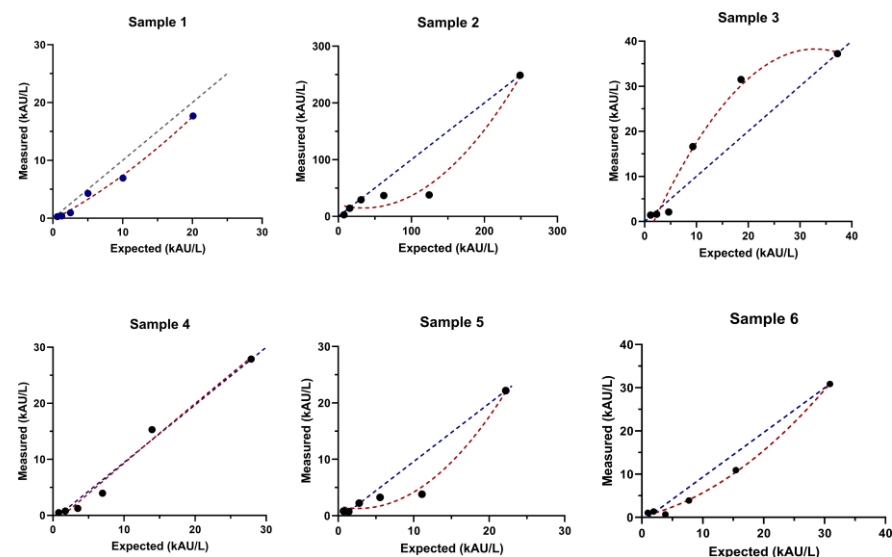 Sample 1
Measured (kAU/L)
30
20
10
0
0 10 20 30
Expected (kAU/L)
Sample 2
Measured (kAU/L)
300
200
100
0
0 100 200 300
Expected (kAU/L)
Sample 3
Measured (kAU/L)
40
30
20
10
0
0 10 20 30 40
Expected (kAU/L)
Sample 4
Measured (kAU/L)
30
20
10
0
0 10 20 30
Expected (kAU/L)
Sample 5
Measured (kAU/L)
30
20
10
0
0 10 20 30
Expected (kAU/L)
Sample 6
Measured (kAU/L)
40
30
20
10
0
0 10 20 30 40
Expected (kAU/L)